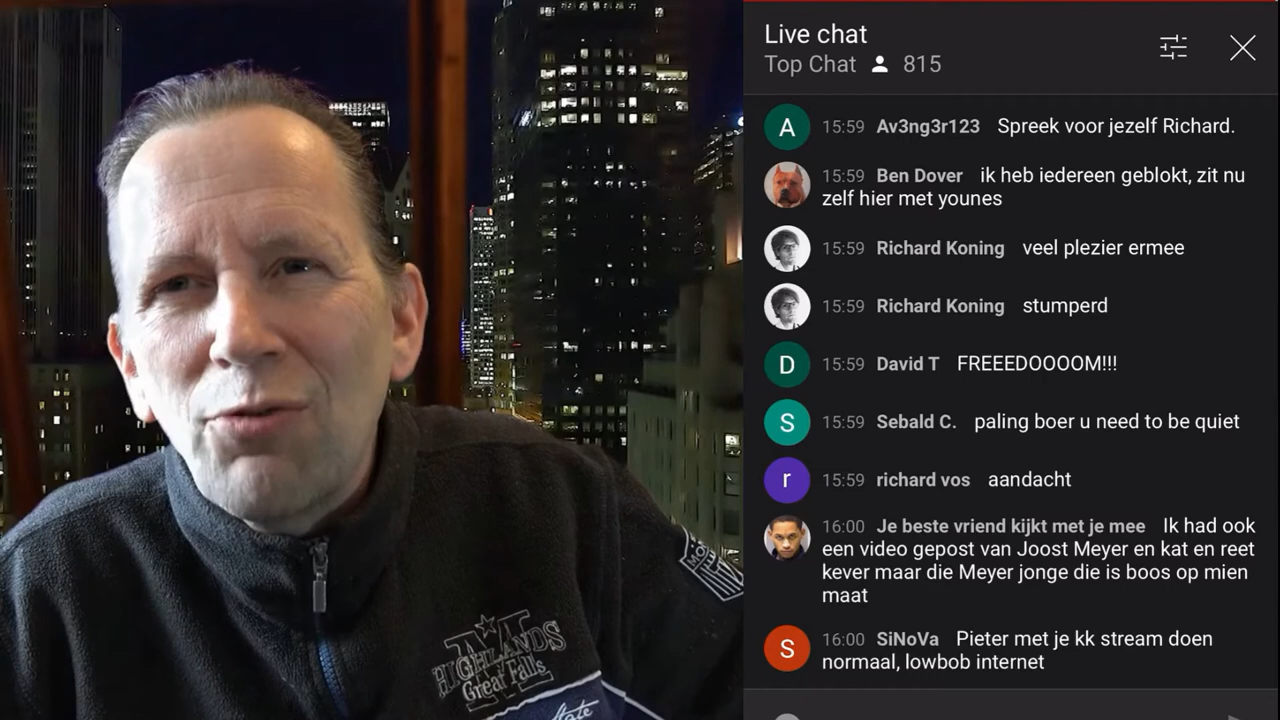 Live chat
Top Chat 815
A 15:59 Av3ng3r123 Spreek voor jezelf Richard.
15:59 Ben Dover ik heb iedereen geblokt, zit nu
zelf hier met younes
15:59 Richard Koning veel plezier ermee
15:59 Richard Koning stumperd
D 15:59 David T FREEEDOOOOM!!!
S 15:59 Sebald C. paling boer u need to be quiet
r 15:59 richard vos aandacht
16:00 Je beste vriend kijkt met je mee Ik had ook
een video gepost van Joost Meyer en kat en reet
kever maar die Meyer jonge die is boos op mien
maat
S 16:00 SiNoVa Pieter met je kk stream doen
normaal, lowbob internet
HIGHLANDS
Great Falls
State